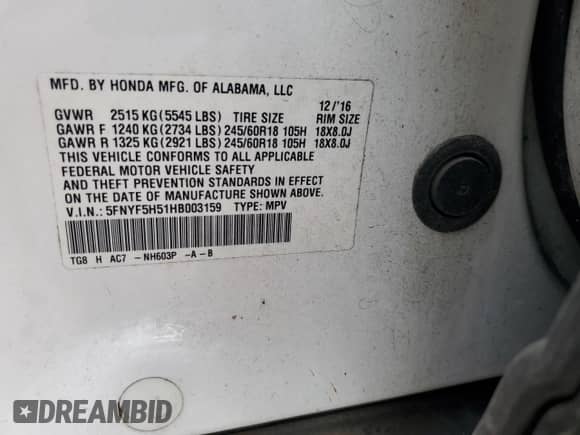 MFD. BY HONDA MFG. OF ALABAMA, LLC
12/'16
GVWR 2515 KG (5545 LBS) TIRE SIZE RIM SIZE
GAWR F 1240 KG (2734 LBS) 245/60R18 105H 18X8.0J
GAWR R 1325 KG (2921 LBS) 245/60R18 105H 18X8.0J
THIS VEHICLE CONFORMS TO ALL APPLICABLE
FEDERAL MOTOR VEHICLE SAFETY
AND THEFT PREVENTION STANDARDS IN EFFECT
ON THE DATE OF MANUFACTURE SHOWN ABOVE.
V.I.N.: 5FNYF5H51HB003159 TYPE: MPV
TG8 H AC7 - NH603P - A - B
DREAMBID